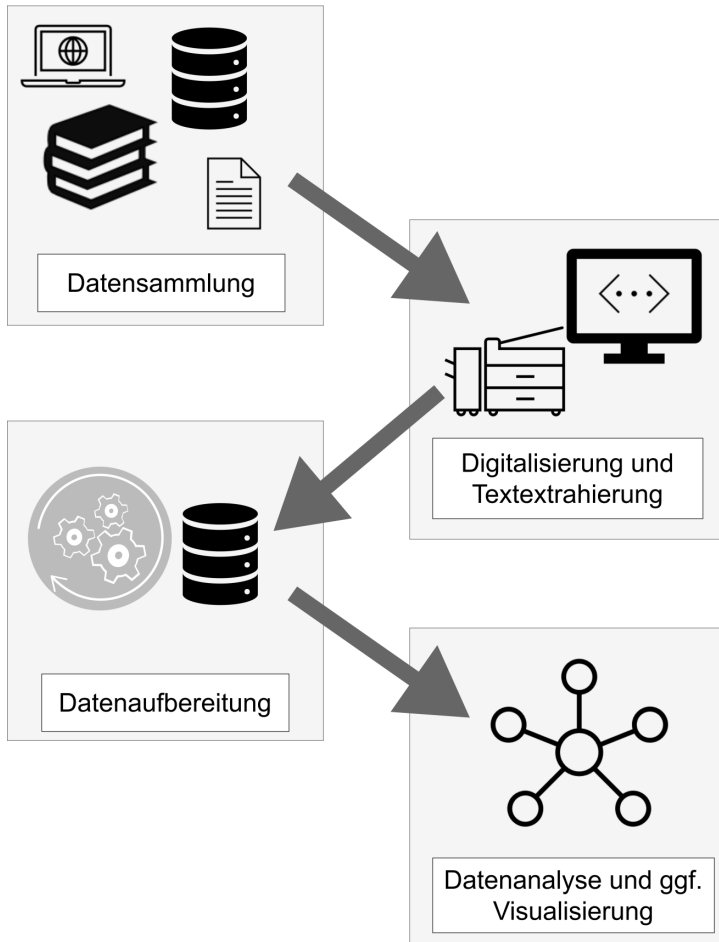 Datensammlung
Digitalisierung und
Textextrahierung
Datenaufbereitung
Datenanalyse und ggf.
Visualisierung